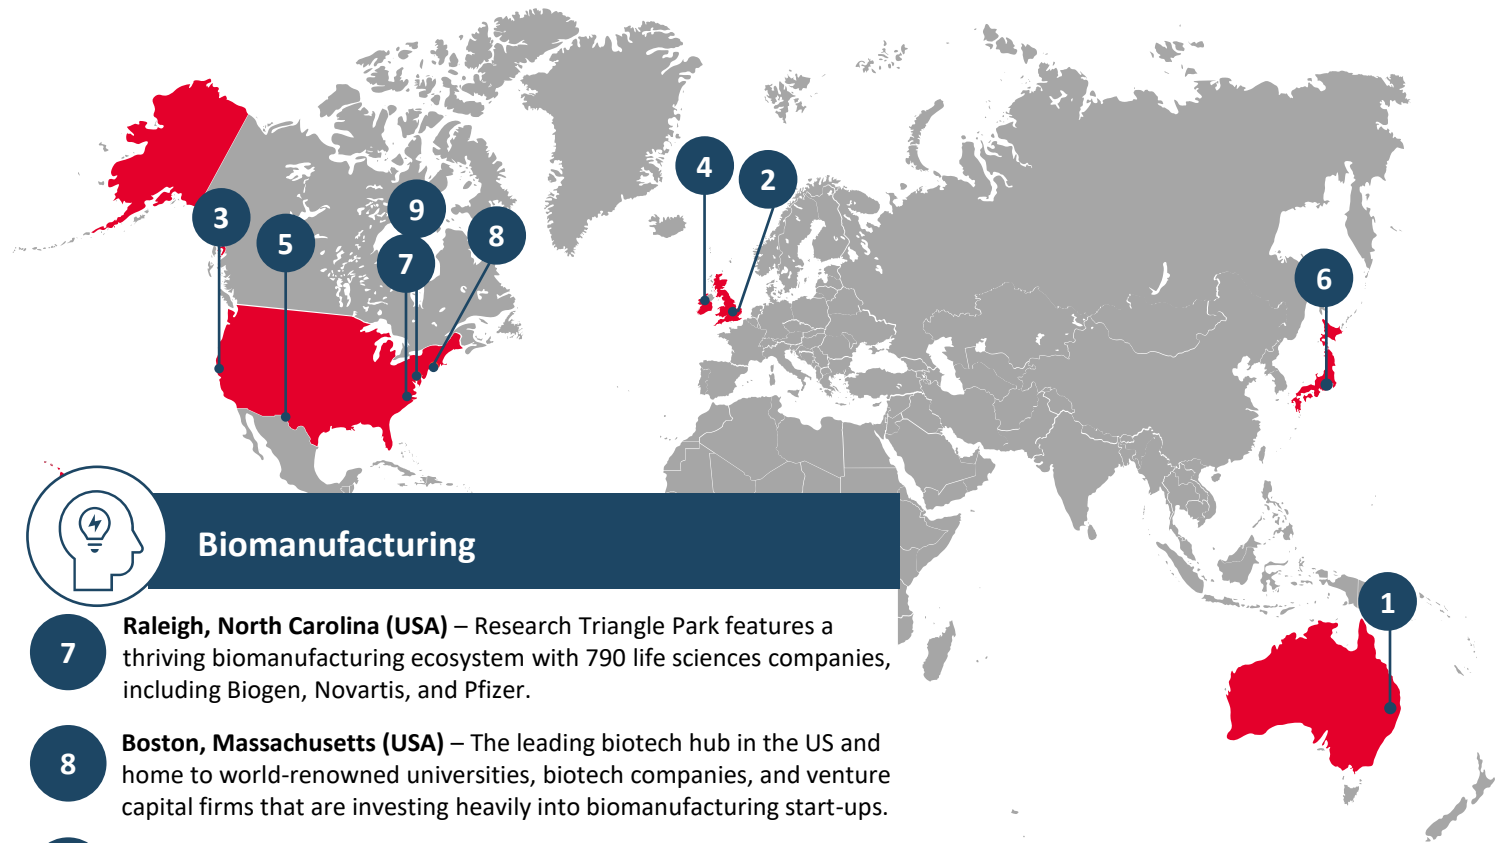 4
2
9
3
8
5
7
6
1
Biomanufacturing
7
Raleigh, North Carolina (USA) – Research Triangle Park features a
thriving biomanufacturing ecosystem with 790 life sciences companies,
including Biogen, Novartis, and Pfizer.
8
Boston, Massachusetts (USA) – The leading biotech hub in the US and
home to world-renowned universities, biotech companies, and venture
capital firms that are investing heavily into biomanufacturing start-ups.